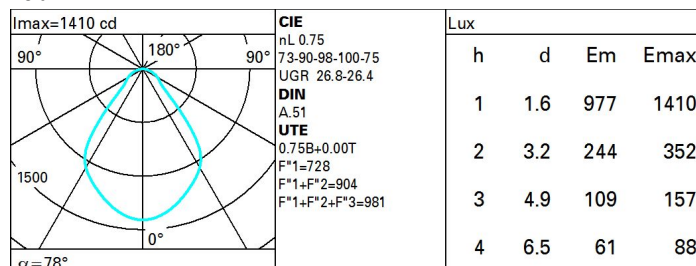 Imax=1410 cd
90° 180° 90°
1500
0°
α=78°
CIE
nL 0.75
73-90-98-100-75
UGR 26.8-26.4
DIN
A.51
UTE
0.75B+0.00T
F"1=728
F"1+F"2=904
F"1+F"2+F"3=981
Lux
h d Em Emax
1 1.6 977 1410
2 3.2 244 352
3 4.9 109 157
4 6.5 61 88